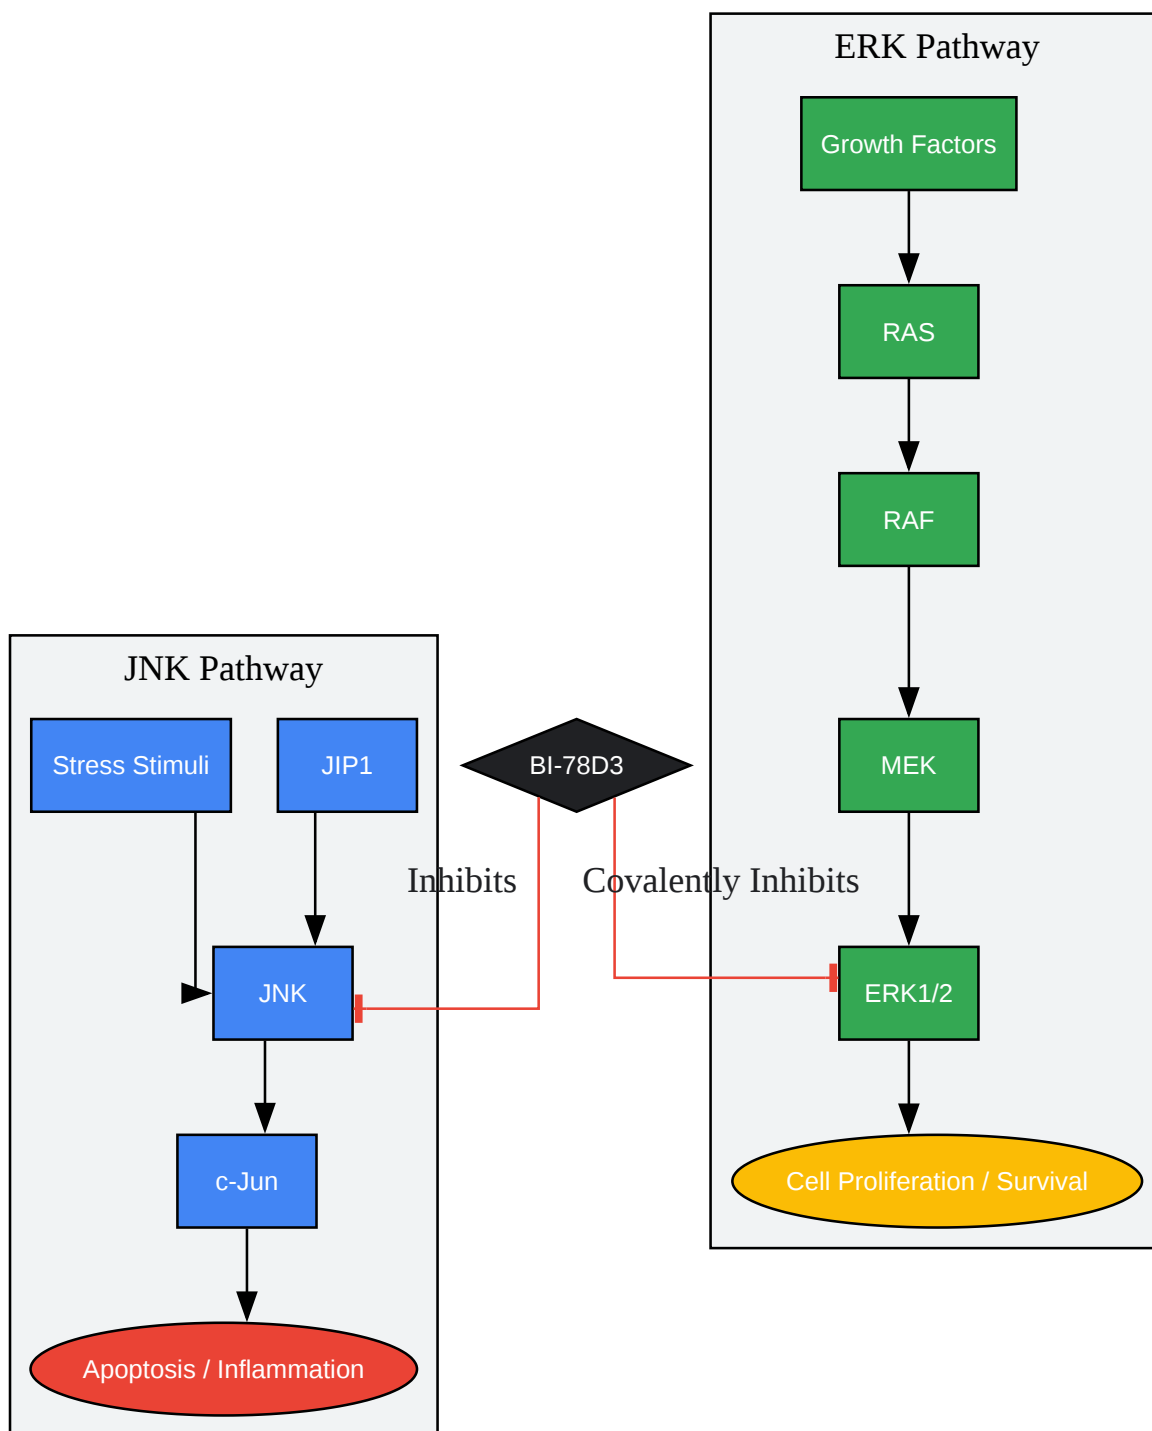 ERK Pathway
Growth Factors
RAS
RAF
JNK Pathway
Stress Stimuli
JIP1
BI-78D3
MEK
Inhibits
Covalently Inhibits
JNK
ERK1/2
c-Jun
Cell Proliferation / Survival
Apoptosis / Inflammation